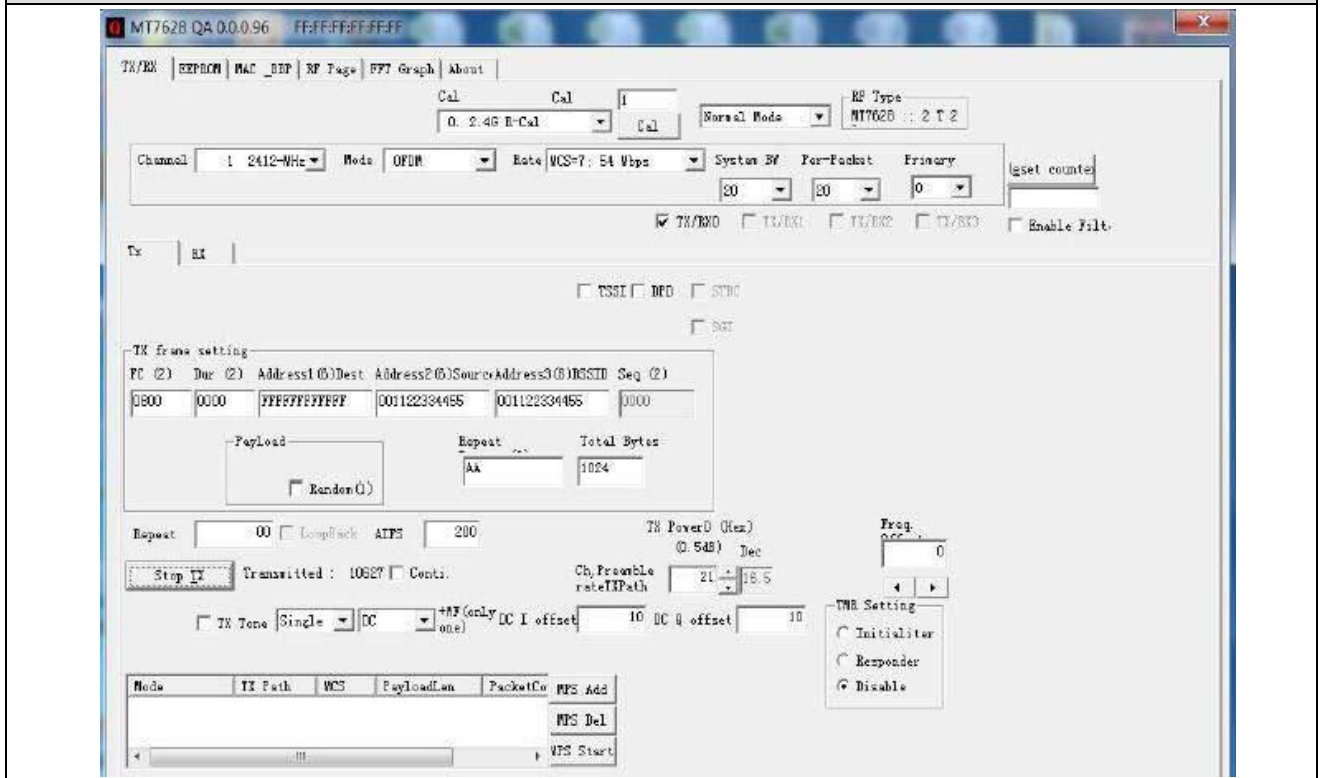 MT7628 QA 0.0.0.96 FF:FF:FF:FF:FF:FF
TX/RX EEPROM MAC _BBP RF Page FFT Graph About
Cal Cal 1 RF Type
0. 2.4G R-Cal Cal Normal Mode MT7628 :: 2 T 2
Channel 1 2412-MHz Mode OFDM Rate MCS=7; 54 Mbps System BW Per-Packet Primary
20 20 0
eset counter
TX/RX0 TX/RX1 TX/RX2 TX/RX3 Enable Filt
Tx RX
TSSI DPD STBC
SGI
TX frame setting
FC (2) Dur (2) Address1(6)Dest Address2(6)Source Address3(6)BSSID Seq (2)
0800 0000 FFFFFFFFFFFF 001122334455 001122334455 0000
Payload Repeat Total Bytes
Random(1) AA 1024
Repeat 00 LoopBack AIFS 200 TX Power0 (Hex) Freq.
(0.5dB) Dec 0
Stop TX Transmitted : 10627 Conti. Ch,Preamble 21 16.5
rateTXPath
TX Tone Single DC +MF(only one) DC I offset 10 DC Q offset 10
TMR Setting
Initialiter
Responder
Disable
Mode TX Path MCS PayloadLen PacketCo MPS Add
MPS Del
MPS Start